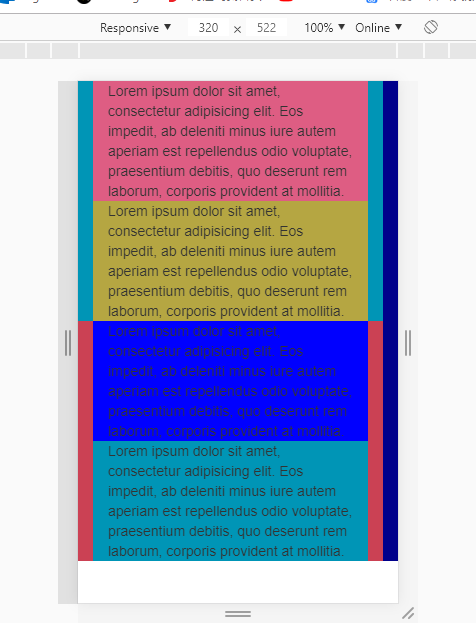 Responsive ▼ 320 × 522 100% ▼ Online ▼
Lorem ipsum dolor sit amet,
consectetur adipisicing elit. Eos
impedit, ab deleniti minus iure autem
aperiam est repellendus odio voluptate,
praesentium debitis, quo deserunt rem
laborum, corporis provident at mollitia.
Lorem ipsum dolor sit amet,
consectetur adipisicing elit. Eos
impedit, ab deleniti minus iure autem
aperiam est repellendus odio voluptate,
praesentium debitis, quo deserunt rem
laborum, corporis provident at mollitia.
Lorem ipsum dolor sit amet,
consectetur adipisicing elit. Eos
impedit, ab deleniti minus iure autem
aperiam est repellendus odio voluptate,
praesentium debitis, quo deserunt rem
laborum, corporis provident at mollitia.
Lorem ipsum dolor sit amet,
consectetur adipisicing elit. Eos
impedit, ab deleniti minus iure autem
aperiam est repellendus odio voluptate,
praesentium debitis, quo deserunt rem
laborum, corporis provident at mollitia.